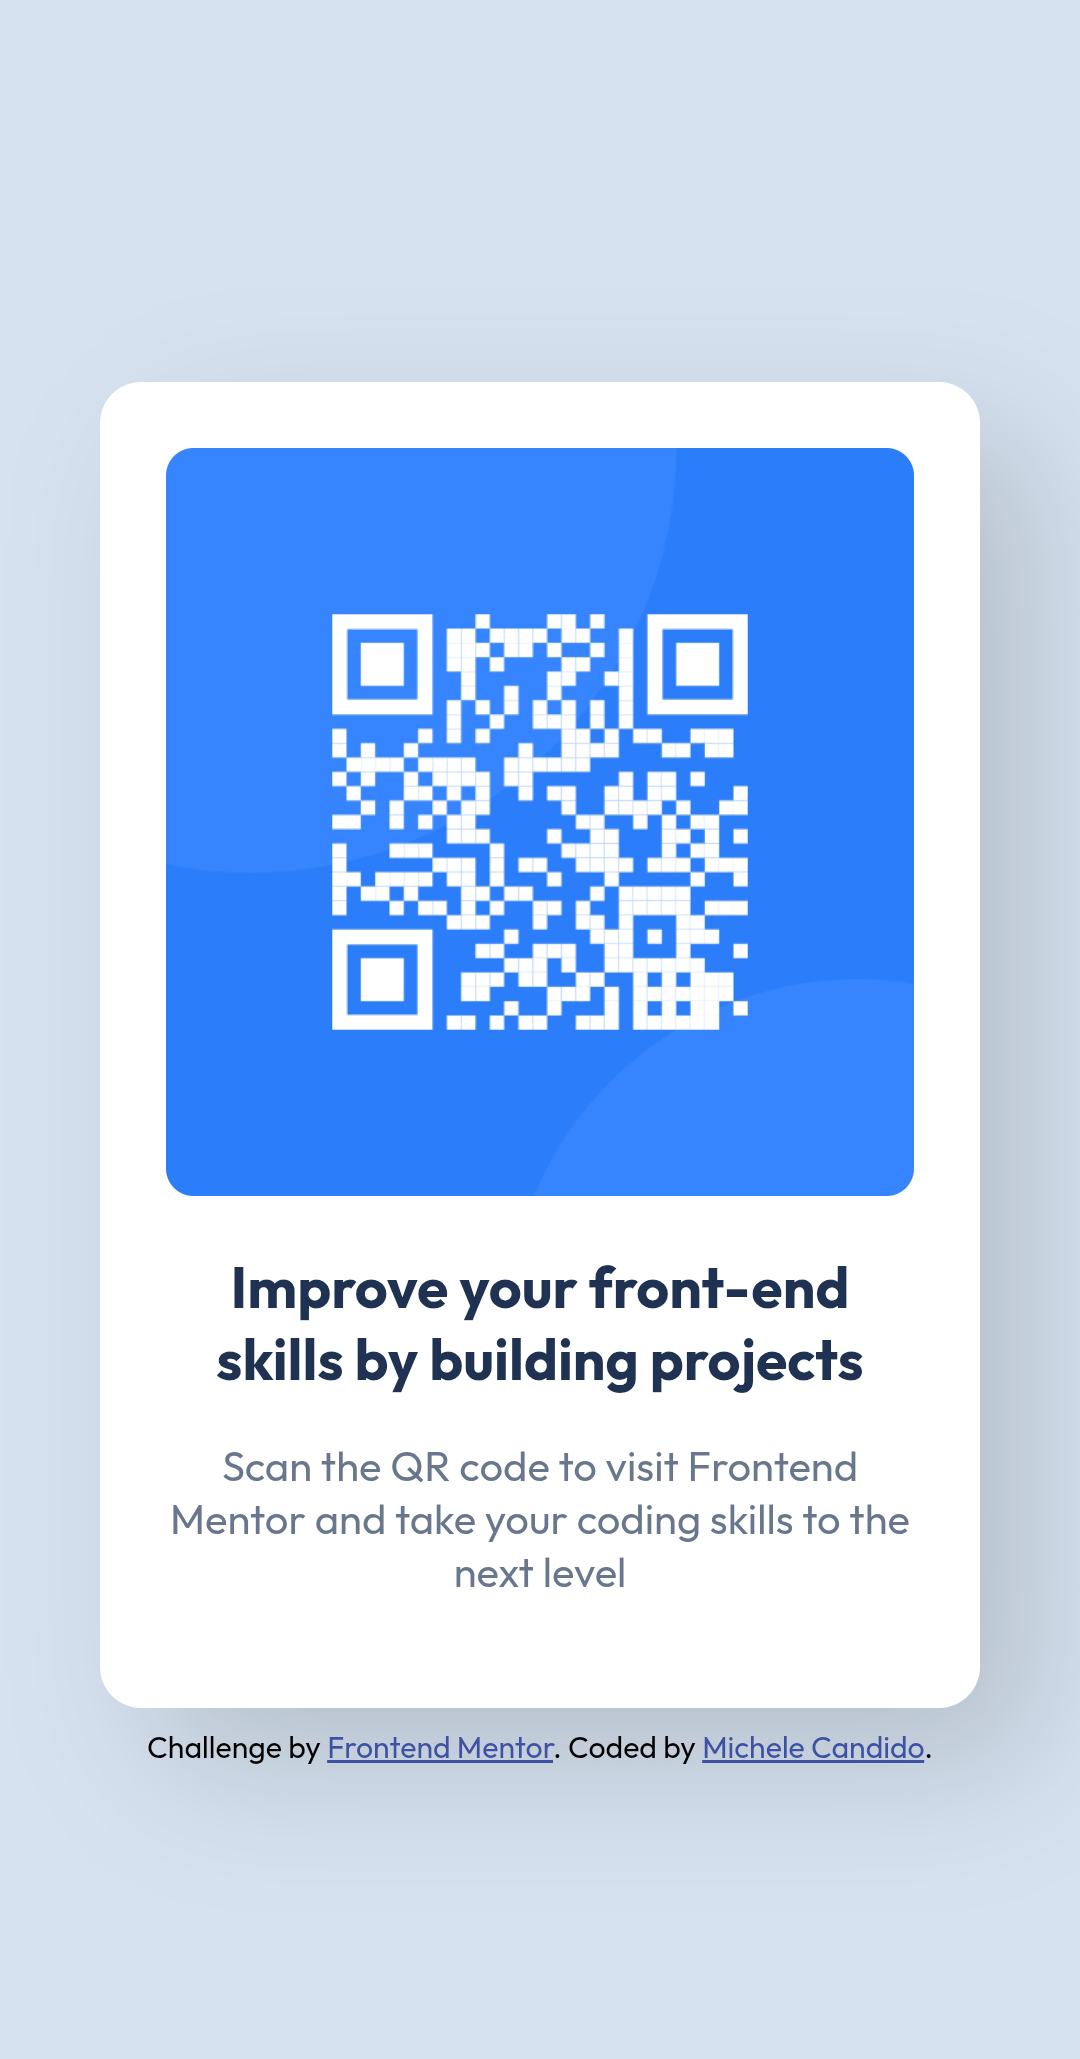 Improve your front-end
skills by building projects
Scan the QR code to visit Frontend
Mentor and take your coding skills to the
next level
Challenge by Frontend Mentor. Coded by Michele Candido.